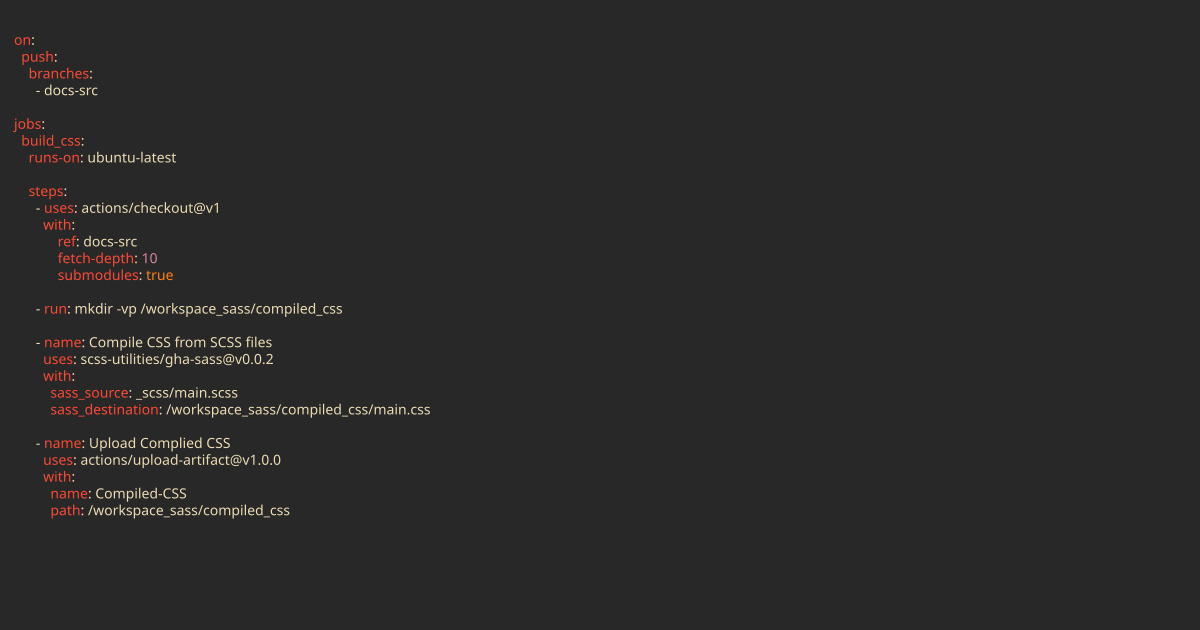 on:
  push:
    branches:
      - docs-src

jobs:
  build_css:
    runs-on: ubuntu-latest

    steps:
      - uses: actions/checkout@v1
        with:
            ref: docs-src
            fetch-depth: 10
            submodules: true

      - run: mkdir -vp /workspace_sass/compiled_css

      - name: Compile CSS from SCSS files
        uses: scss-utilities/gha-sass@v0.0.2
        with:
          sass_source: _scss/main.scss
          sass_destination: /workspace_sass/compiled_css/main.css

      - name: Upload Complied CSS
        uses: actions/upload-artifact@v1.0.0
        with:
          name: Compiled-CSS
          path: /workspace_sass/compiled_css